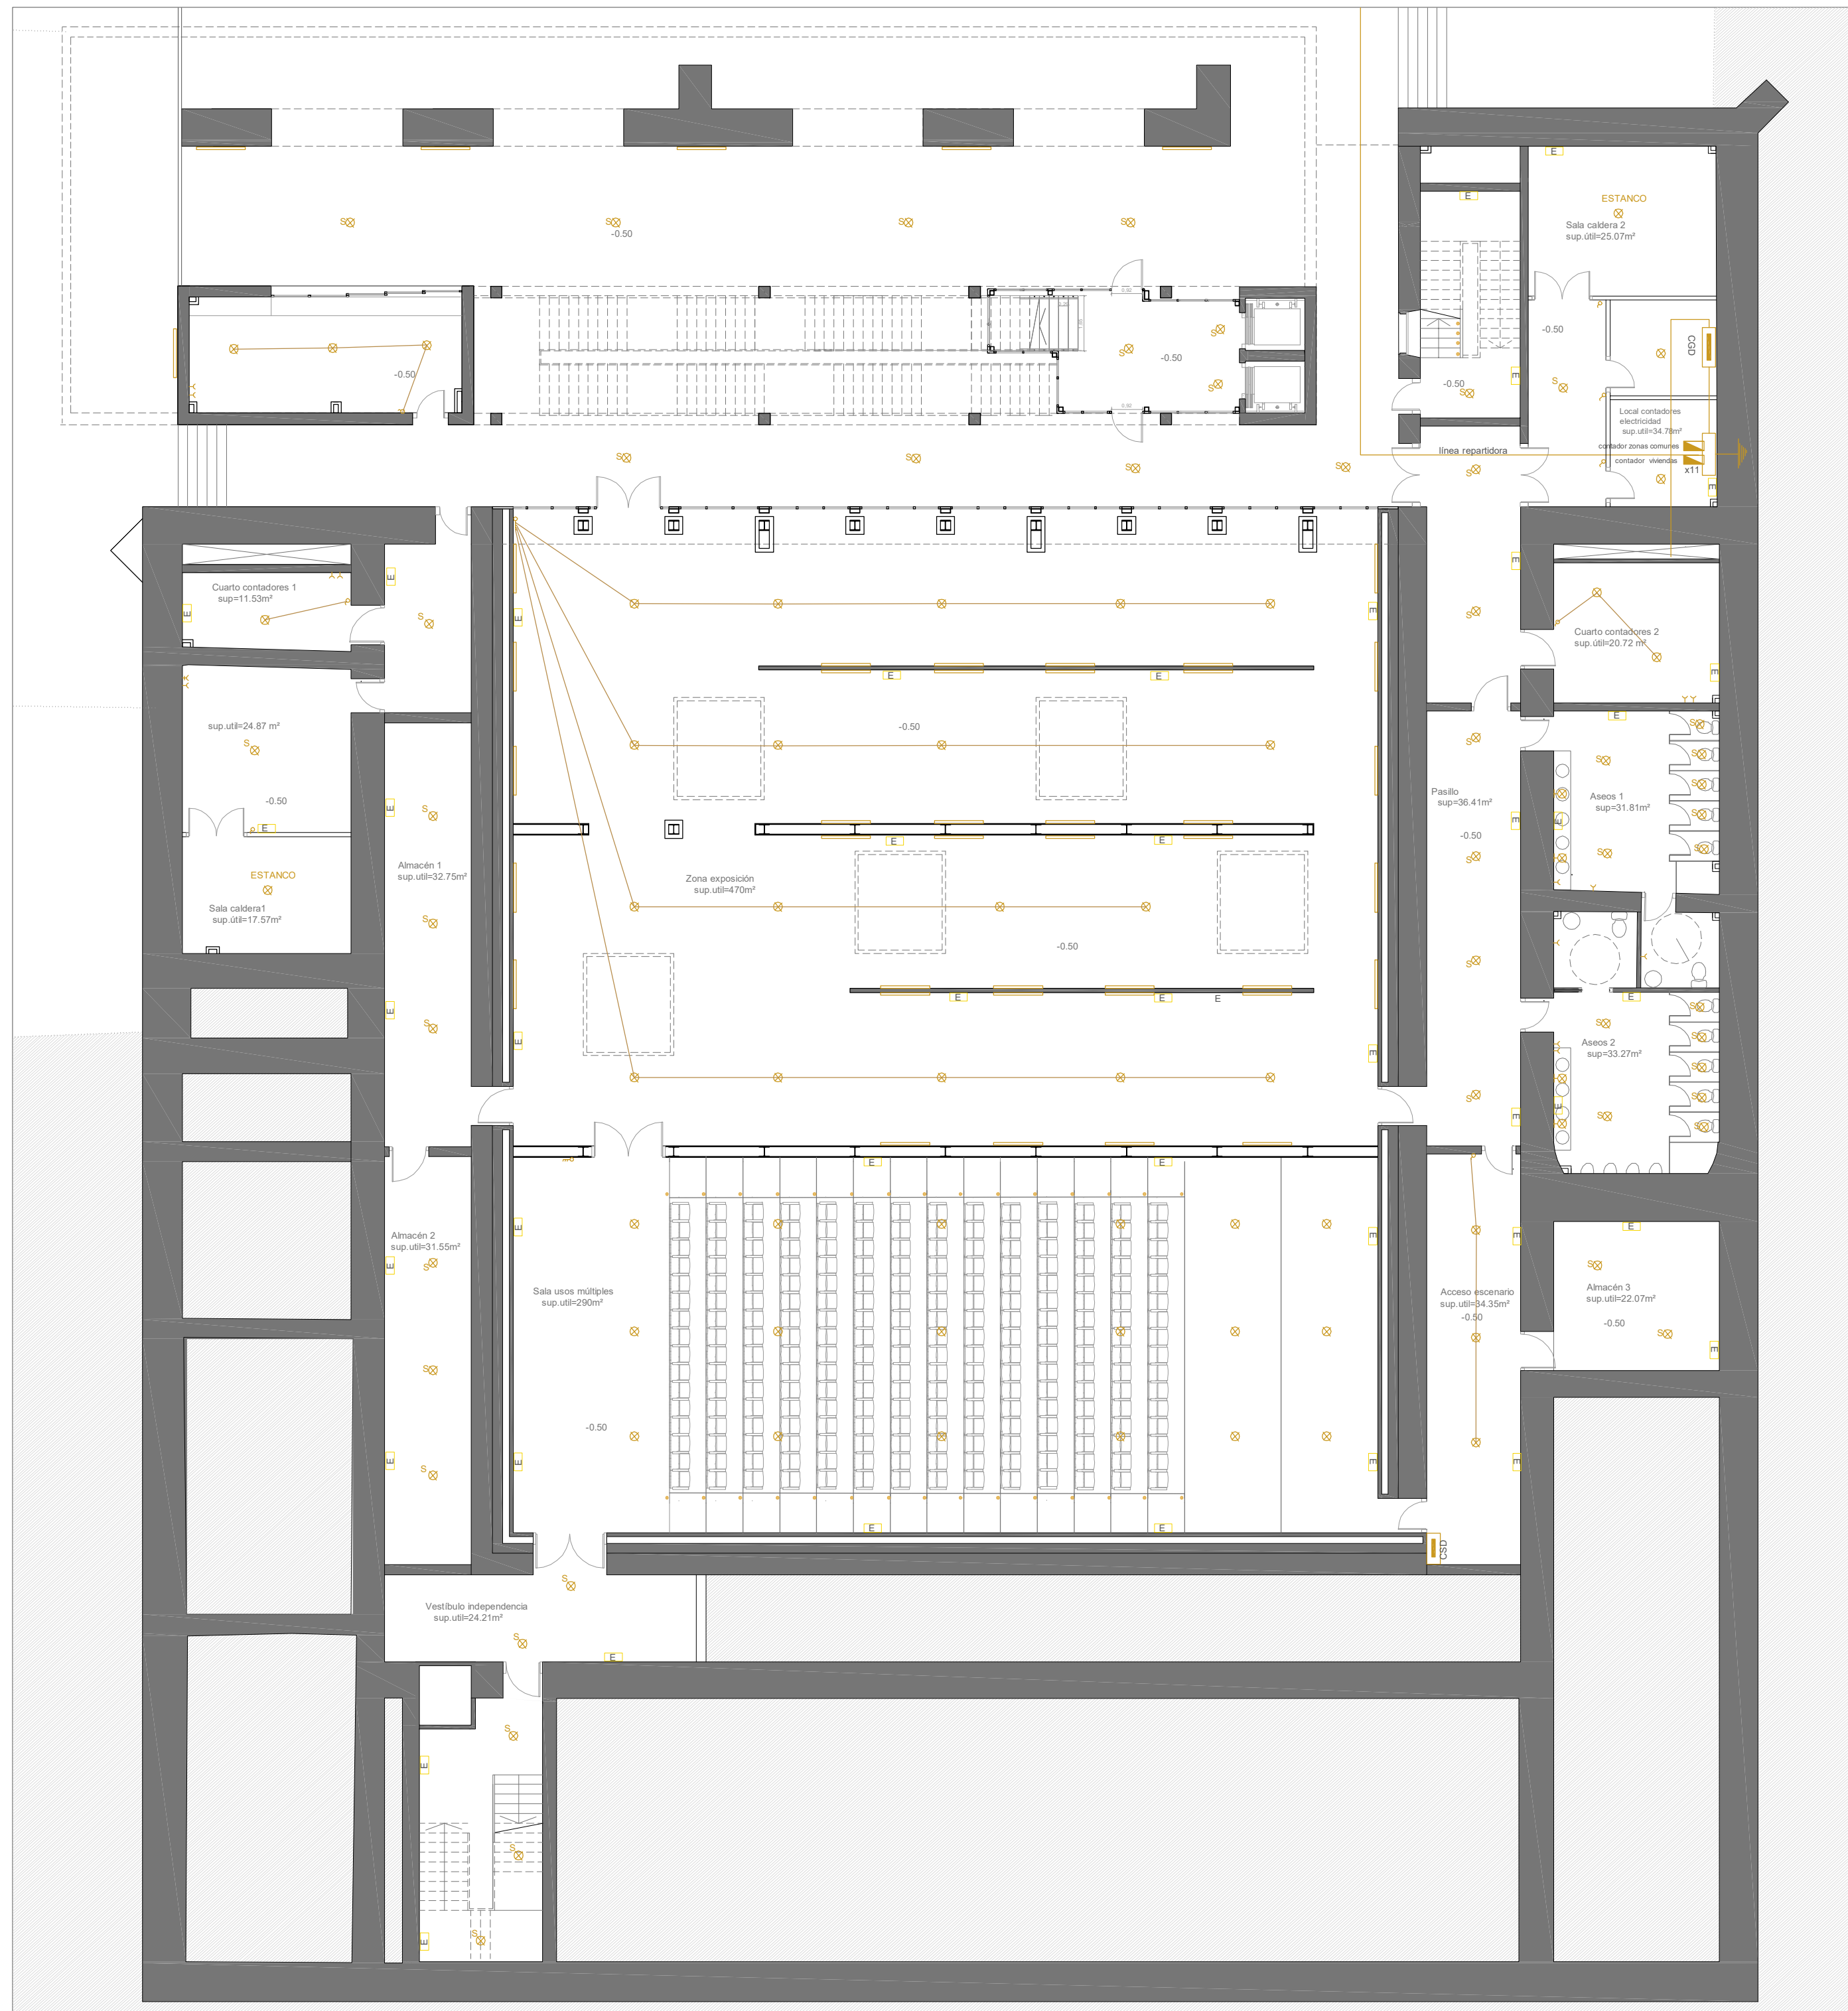 E
ESTANCO
Sala caldera 2
sup.útil=25.07m²
E
S
S
S
S
-0.50
-0.50
CGD
S
S
-0.50
S
-0.50
S
E
S
-0.50
S
Local contadores
electricidad
sup.util=34.78m²
contador zonas comunes
línea repartidora
contador viviendas
x11
S
S
S
S
S
E
E
E
Cuarto contadores 1
sup=11.53m²
E
E
E
E
S
S
Cuarto contadores 2
sup.útil=20.72 m²
E
E
E
sup.util=24.87 m²
S
-0.50
S
E
S
S
S
-0.50
Pasillo
sup=36.41m²
Aseos 1
sup=31.81m²
S
S
E
S
E
E
E
-0.50
E
E
S
S
S
Almacén 1
sup.util=32.75m²
ESTANCO
Zona exposición
sup.util=470m²
Sala caldera1
sup.útil=17.57m²
S
-0.50
S
E
E
E
E
E
S
S
S
E
E
Aseos 2
sup=33.27m²
S
S
S
S
E
E
S
S
E
E
E
E
E
E
E
Almacén 2
sup.util=31.55m²
E
S
S
Sala usos múltiples
sup.util=290m²
Acceso escenario
sup.util=34.35m²
-0.50
Almacén 3
sup.util=22.07m²
-0.50
S
E
S
-0.50
E
E
E
E
S
E
E
CSD
S
Vestíbulo independencia
sup.util=24.21m²
S
E
S
E
S
E
S